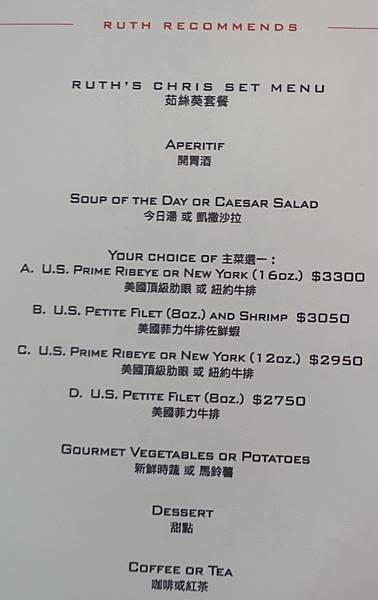 RUTH RECOMMENDS
RUTH'S CHRIS SET MENU
茹絲葵套餐
APERITIF
開胃酒
SOUP OF THE DAY OR CAESAR SALAD
今日湯 或 凱撒沙拉
YOUR CHOICE OF 主菜選一：
A. U.S. PRIME RIBEYE OR NEW YORK (16OZ.) $3300
美國頂級肋眼 或 紐約牛排
B. U.S. PETITE FILET (8OZ.) AND SHRIMP $3050
美國菲力牛排佐鮮蝦
C. U.S. PRIME RIBEYE OR NEW YORK (12OZ.) $2950
美國頂級肋眼 或 紐約牛排
D. U.S. PETITE FILET (8OZ.) $2750
美國菲力牛排
GOURMET VEGETABLES OR POTATOES
新鮮時蔬 或 馬鈴薯
DESSERT
甜點
COFFEE OR TEA
咖啡或紅茶